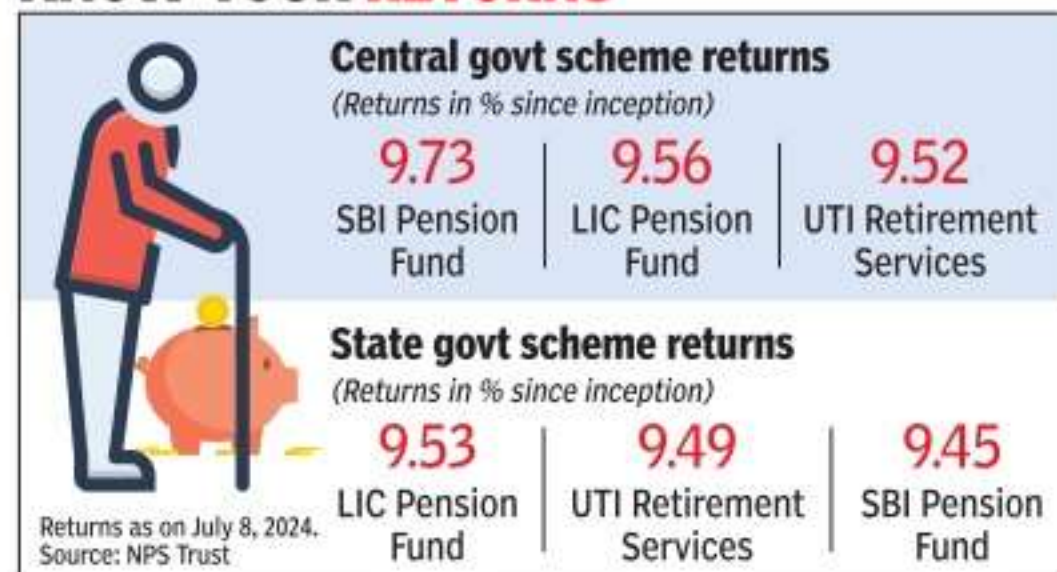 Central govt scheme returns
(Returns in % since inception)
9.73
SBI Pension
Fund
9.56
LIC Pension
Fund
9.52
UTI Retirement
Services
State govt scheme returns
(Returns in % since inception)
9.53
LIC Pension
Fund
9.49
UTI Retirement
Services
9.45
SBI Pension
Fund
Returns as on July 8, 2024.
Source: NPS Trust